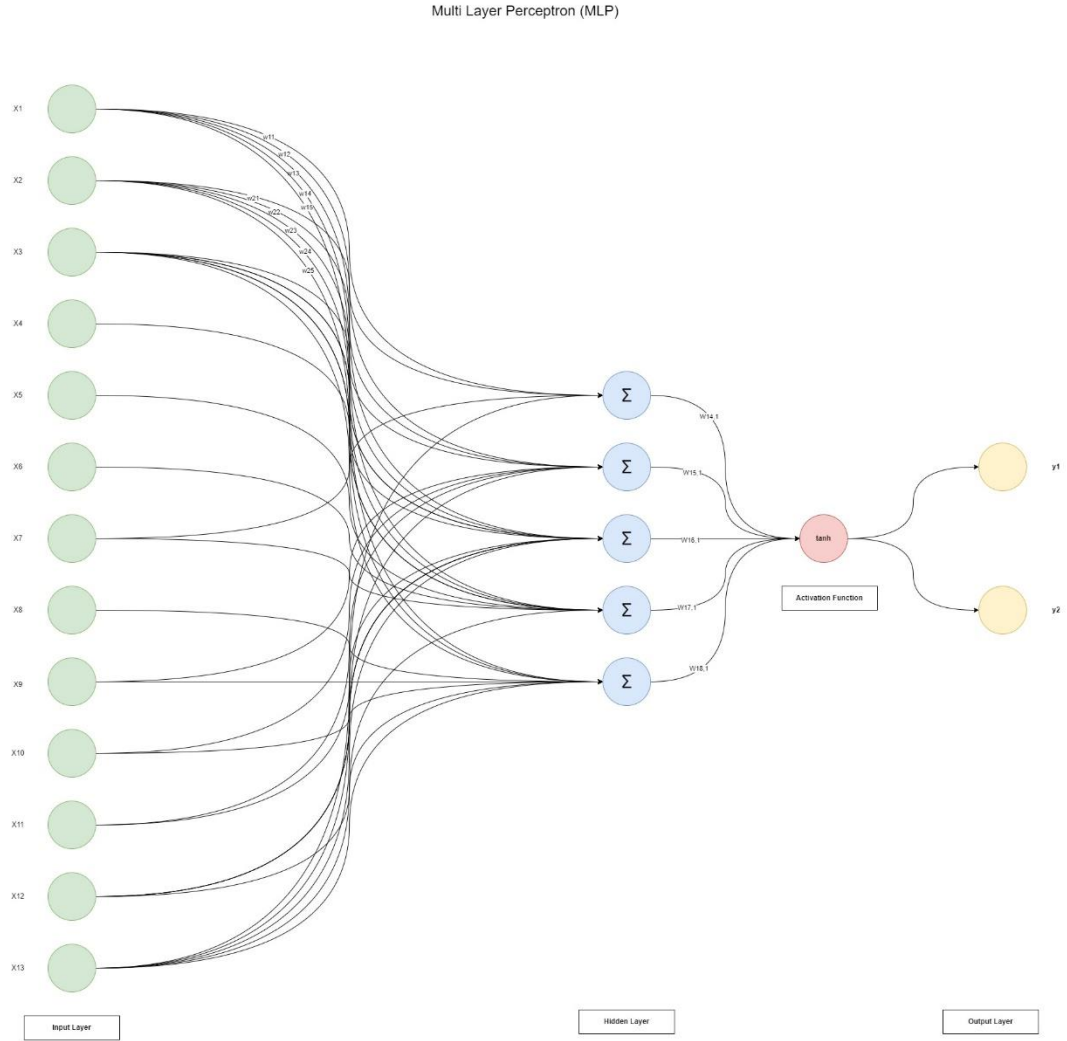 Multi Layer Perceptron (MLP)
X1
w11
w12
w13
X2
w14
w21
w15
w22
w23
X3
w24
w25
X4
X5
Σ
W14,1
X6
Σ
W15,1
y1
X7
Σ
W16,1
tanh
Activation Function
X8
Σ
W17,1
y2
X9
Σ
W18,1
X10
X11
X12
X13
Input Layer
Hidden Layer
Output Layer